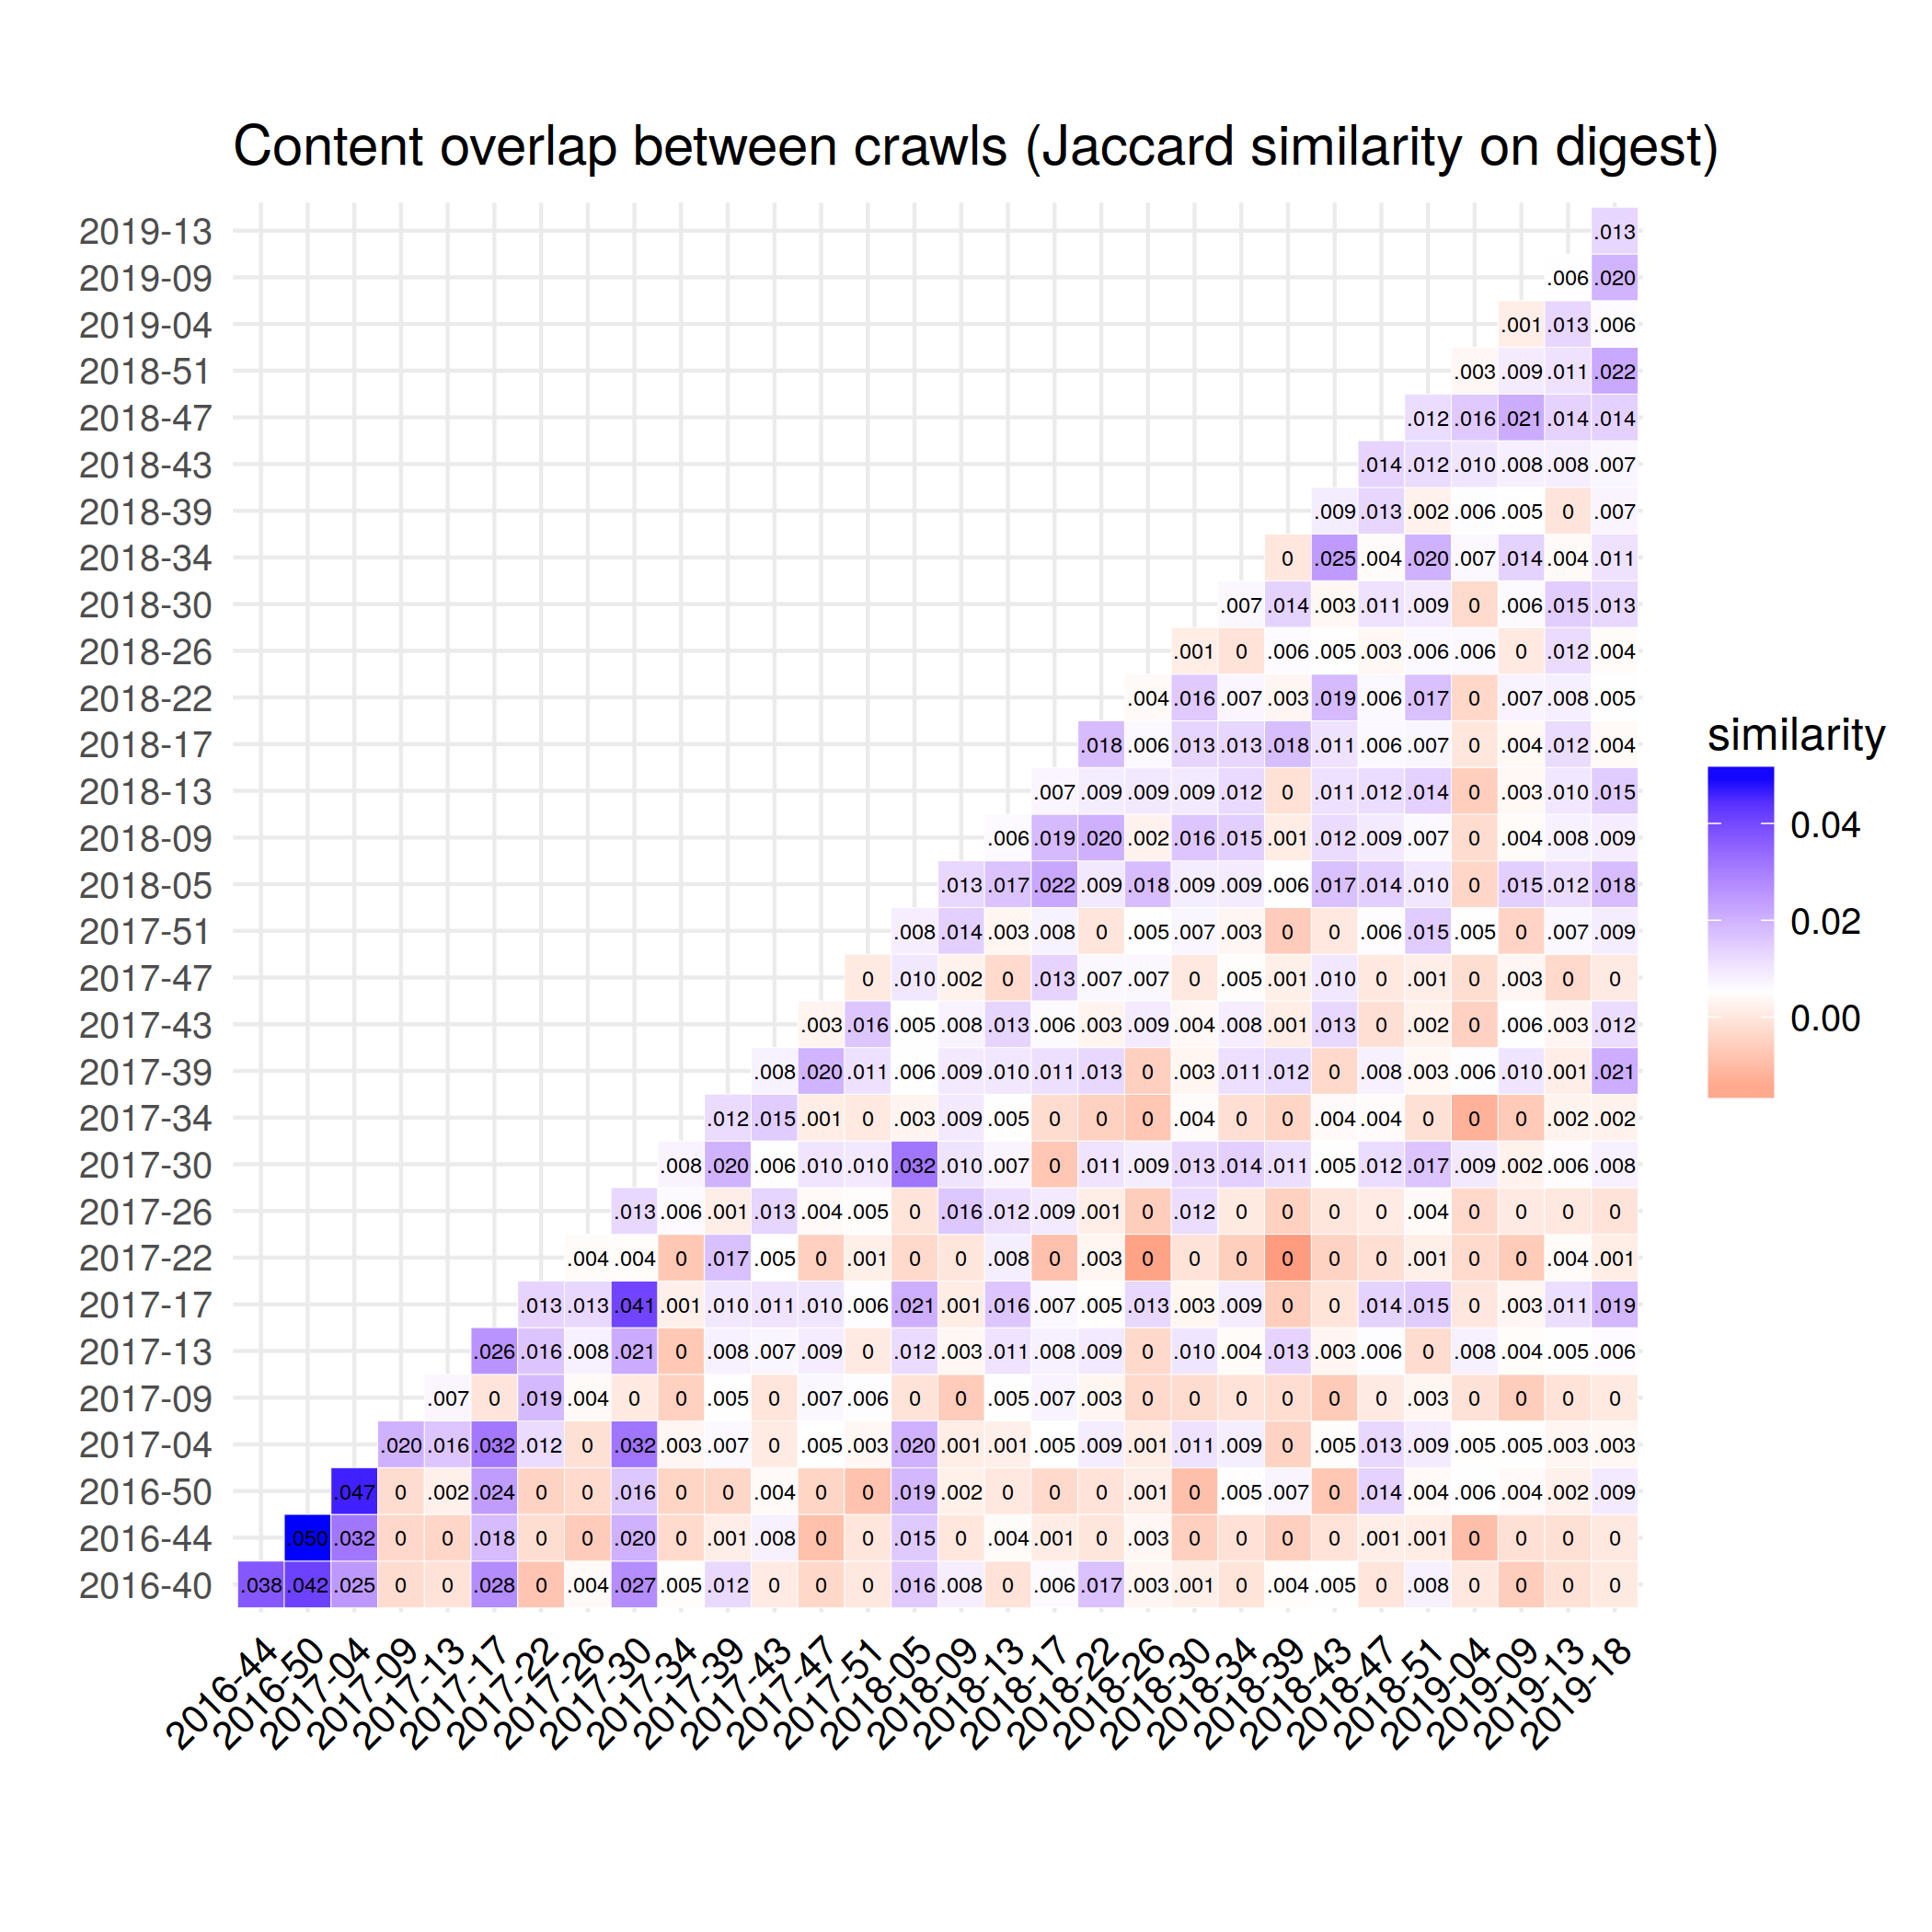 Content overlap between crawls (Jaccard similarity on digest)
2019-13 .013
2019-09 .006 .020
2019-04 .001 .013 .006
2018-51 .003 .009 .011 .022
2018-47 .012 .016 .021 .014 .014
2018-43 .014 .012 .010 .008 .008 .007
2018-39 .009 .013 .002 .006 .005 0 .007
2018-34 0 .025 .004 .020 .007 .014 .004 .011
2018-30 .007 .014 .003 .011 .009 0 .006 .015 .013
2018-26 .001 0 .006 .005 .003 .006 .006 0 .012 .004
2018-22 .004 .016 .007 .003 .019 .006 .017 0 .007 .008 .005
2018-17 .018 .006 .013 .013 .018 .011 .006 .007 0 .004 .012 .004
2018-13 .007 .009 .009 .009 .012 0 .011 .012 .014 0 .003 .010 .015
2018-09 .006 .019 .020 .002 .016 .015 .001 .012 .009 .007 0 .004 .008 .009
2018-05 .013 .017 .022 .009 .018 .009 .009 .006 .017 .014 .010 0 .015 .012 .018
2017-51 .008 .014 .003 .008 0 .005 .007 .003 0 0 .006 .015 .005 0 .007 .009
2017-47 0 .010 .002 0 .013 .007 .007 0 .005 .001 .010 0 .001 0 .003 0 0
2017-43 .003 .016 .005 .008 .013 .006 .003 .009 .004 .008 .001 .013 0 .002 0 .006 .003 .012
2017-39 .008 .020 .011 .006 .009 .010 .011 .013 0 .003 .011 .012 0 .008 .003 .006 .010 .001 .021
2017-34 .012 .015 .001 0 .003 .009 .005 0 0 0 .004 0 0 .004 .004 0 0 0 .002 .002
2017-30 .008 .020 .006 .010 .010 .032 .010 .007 0 .011 .009 .013 .014 .011 .005 .012 .017 .009 .002 .006 .008
2017-26 .013 .006 .001 .013 .004 .005 0 .016 .012 .009 .001 0 .012 0 0 0 0 .004 0 0 0 0
2017-22 .004 .004 0 .017 .005 0 .001 0 0 .008 0 .003 0 0 0 0 0 0 .001 0 0 .004 .001
2017-17 .013 .013 .041 .001 .010 .011 .010 .006 .021 .001 .016 .007 .005 .013 .003 .009 0 0 .014 .015 0 .003 .011 .019
2017-13 .026 .016 .008 .021 0 .008 .007 .009 0 .012 .003 .011 .008 .009 0 .010 .004 .013 .003 .006 0 .008 .004 .005 .006
2017-09 .007 0 .019 .004 0 0 .005 0 .007 .006 0 0 .005 .007 .003 0 0 0 0 0 0 .003 0 0 0 0
2017-04 .020 .016 .032 .012 0 .032 .003 .007 0 .005 .003 .020 .001 .001 .005 .009 .001 .011 .009 0 .005 .013 .009 .005 .005 .003 .003
2016-50 .047 0 .002 .024 0 0 .016 0 0 .004 0 0 .019 .002 0 0 0 .001 0 .005 .007 0 .014 .004 .006 .004 .002 .009
2016-44 .050 .032 0 0 .018 0 0 .020 0 .001 .008 0 0 .015 0 .004 .001 0 .003 0 0 0 0 .001 .001 0 0 0 0
2016-40 .038 .042 .025 0 0 .028 0 .004 .027 .005 .012 0 0 0 .016 .008 0 .006 .017 .003 .001 0 .004 .005 0 .008 0 0 0 0
2016-44 2016-50 2017-04 2017-09 2017-13 2017-17 2017-22 2017-26 2017-30 2017-34 2017-39 2017-43 2017-47 2017-51 2018-05 2018-09 2018-13 2018-17 2018-22 2018-26 2018-30 2018-34 2018-39 2018-43 2018-47 2018-51 2019-04 2019-09 2019-13 2019-18
similarity
0.04
0.02
0.00